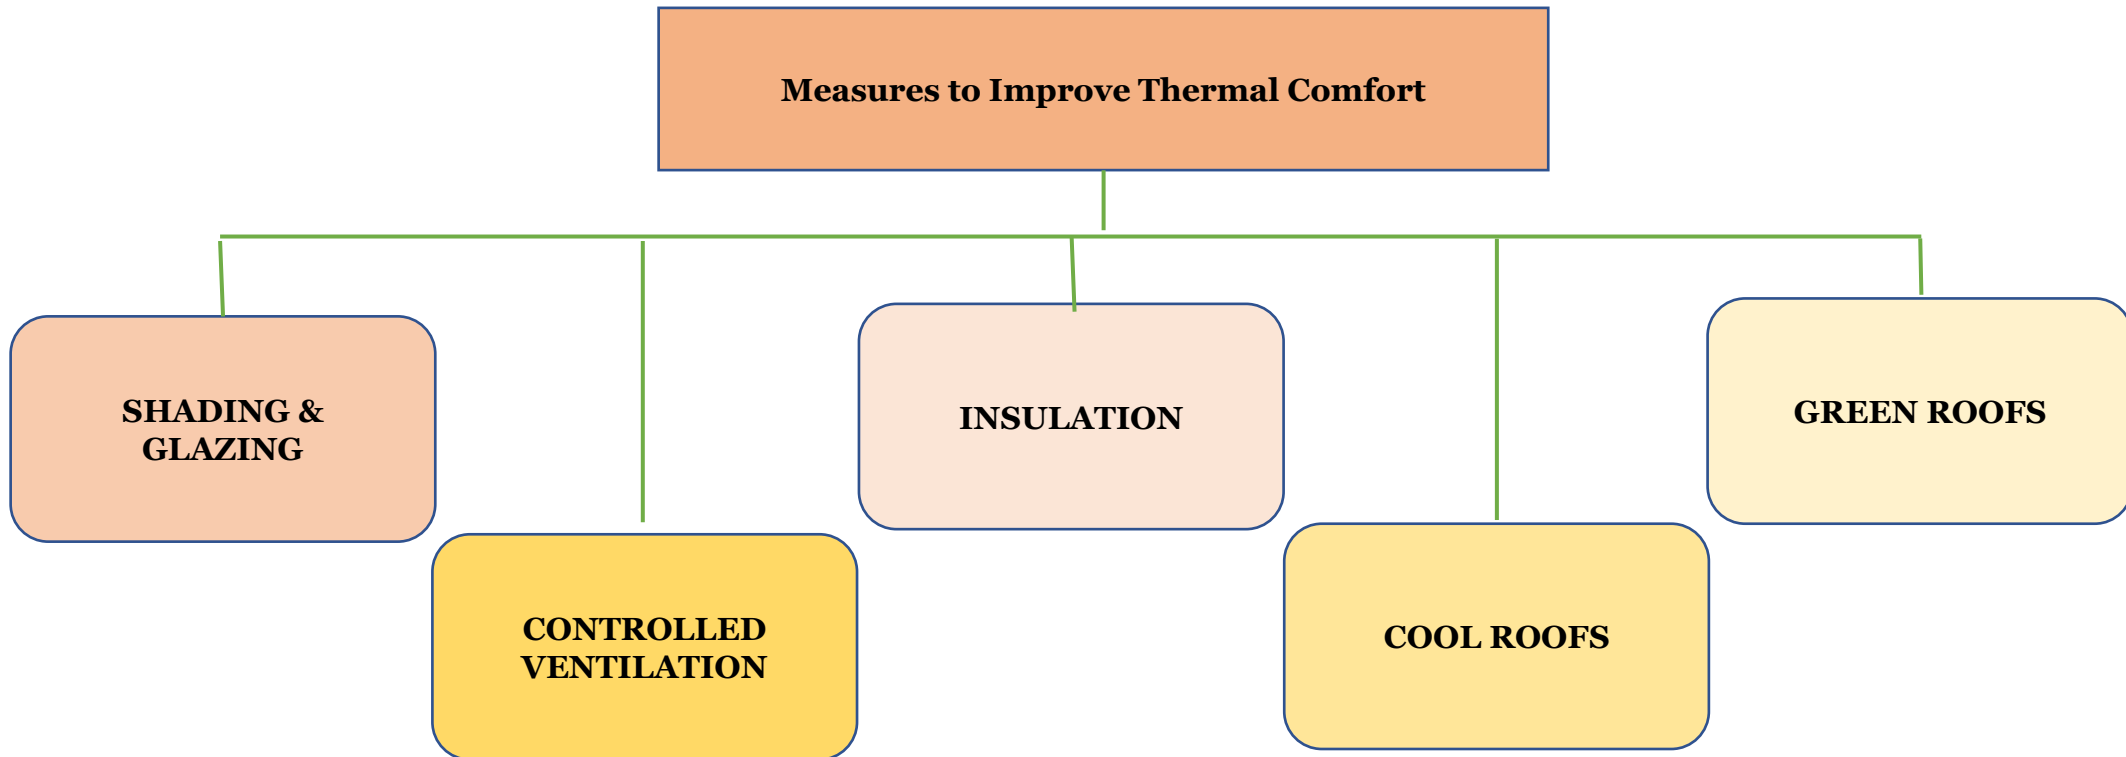 Measures to Improve Thermal Comfort
SHADING &
GLAZING
CONTROLLED
VENTILATION
INSULATION
COOL ROOFS
GREEN ROOFS